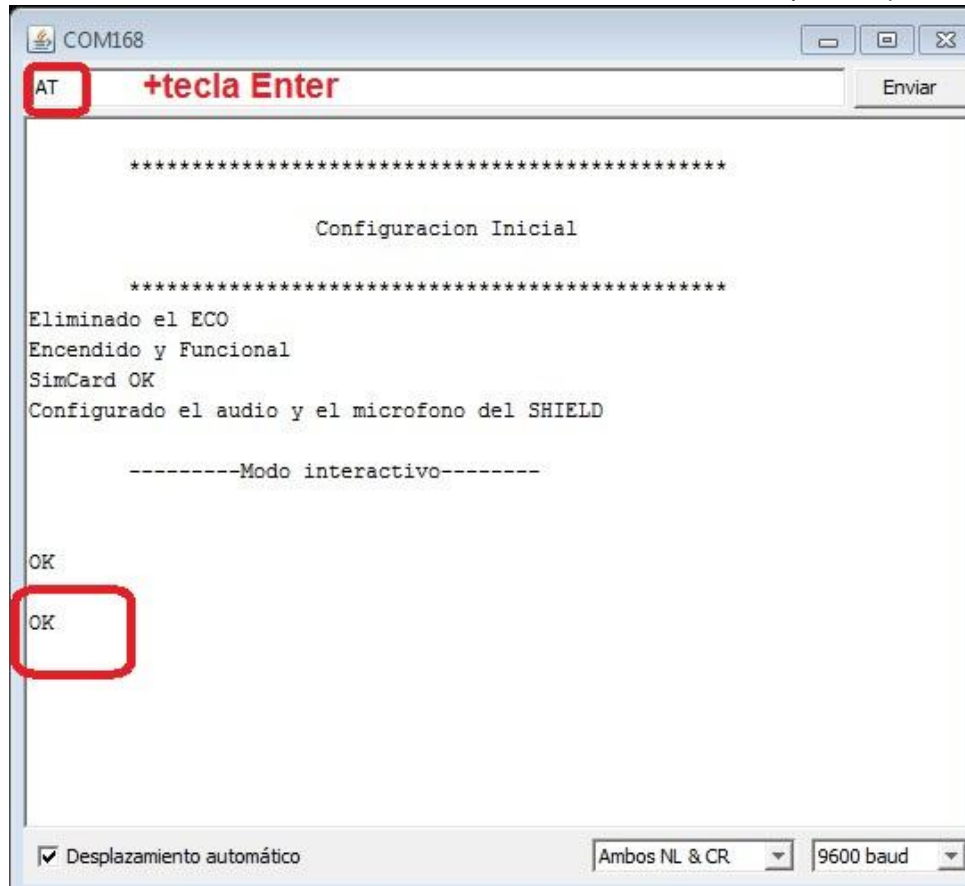 COM168
AT +tecla Enter Enviar
*************************************************
Configuracion Inicial
*************************************************
Eliminado el ECO
Encendido y Funcional
SimCard OK
Configurado el audio y el microfono del SHIELD
---------Modo interactivo--------
OK
OK
Desplazamiento automático Ambos NL & CR 9600 baud